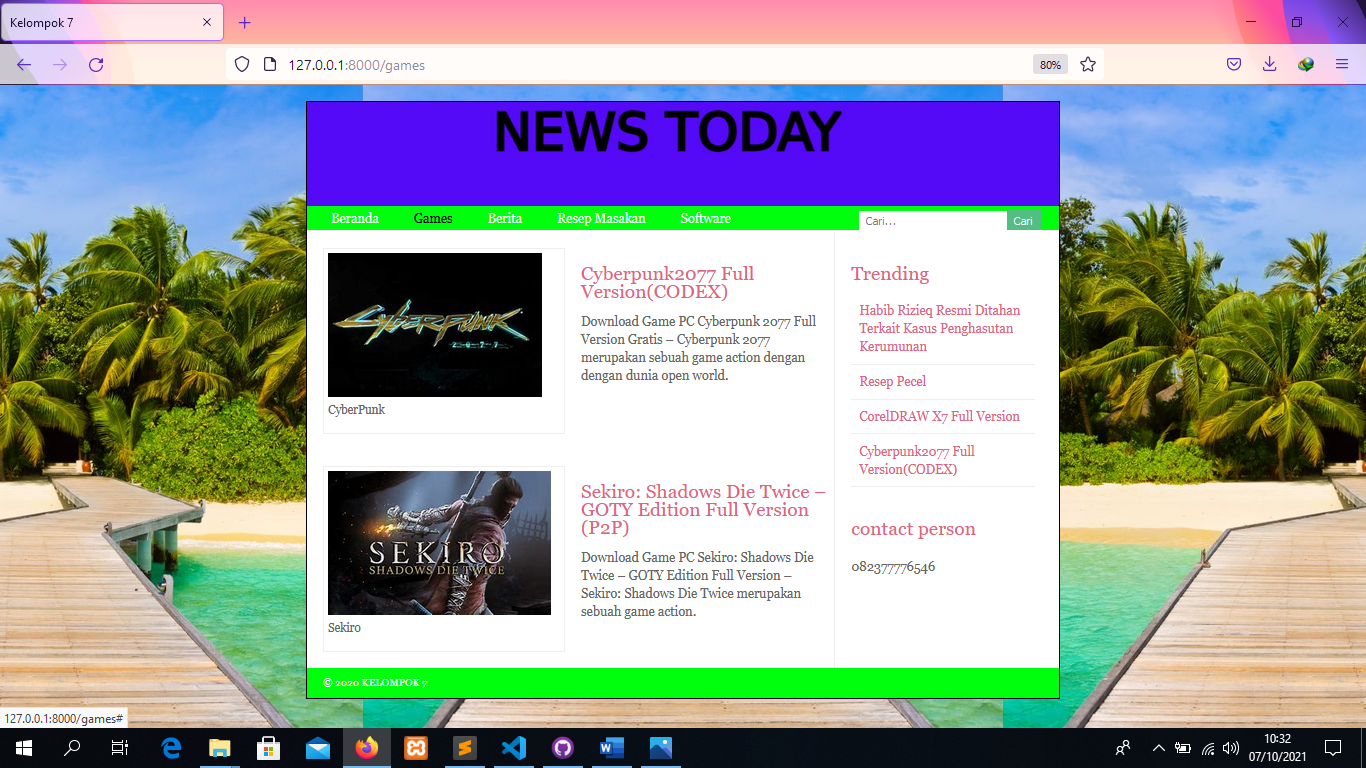 Kelompok 7
127.0.0.1:8000/games
80%
NEWS TODAY
Beranda Games Berita Resep Masakan Software
Cari...
Cari
CYBERPUNK
2077
CyberPunk
Cyberpunk2077 Full
Version(CODEX)
Download Game PC Cyberpunk 2077 Full
Version Gratis – Cyberpunk 2077
merupakan sebuah game action dengan
dengan dunia open world.
SEKIRO
SHADOWS DIE TWICE
Sekiro
Sekiro: Shadows Die Twice –
GOTY Edition Full Version
(P2P)
Download Game PC Sekiro: Shadows Die
Twice – GOTY Edition Full Version –
Sekiro: Shadows Die Twice merupakan
sebuah game action.
Trending
Habib Rizieq Resmi Ditahan
Terkait Kasus Penghasutan
Kerumunan
Resep Pecel
CorelDRAW X7 Full Version
Cyberpunk2077 Full
Version(CODEX)
contact person
082377776546
© 2020 KELOMPOK 7
127.0.0.1:8000/games#
10:32
07/10/2021